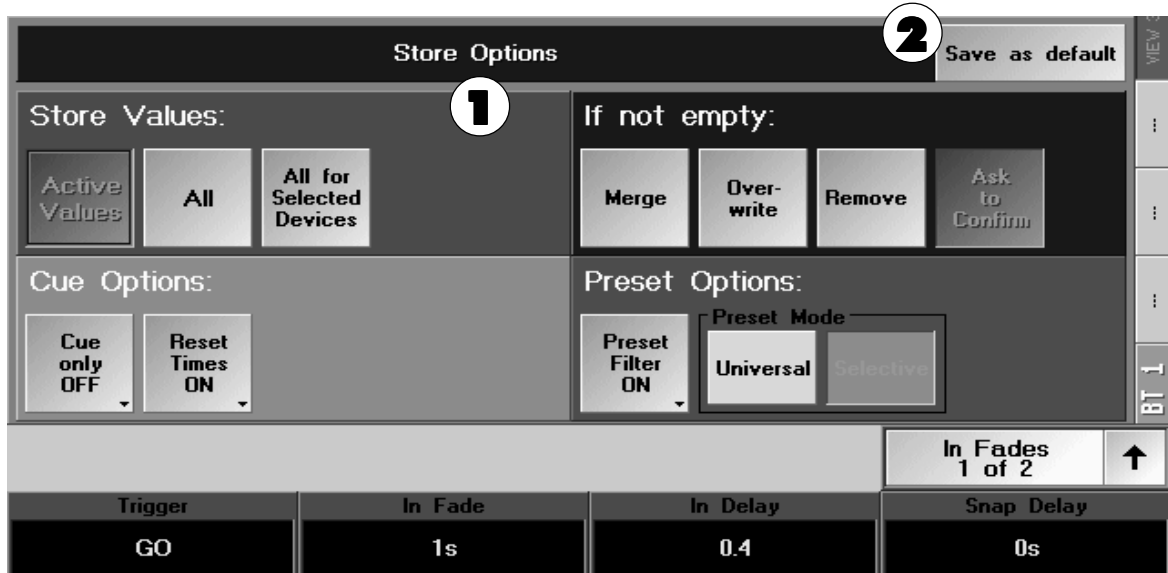 Store Options
2
Save as default
VIEW
1
Store Values:
Active
Values
All
All for
Selected
Devices
If not empty:
Merge
Over-
write
Remove
Ask
to
Confirm
Cue Options:
Cue
only
OFF
Reset
Times
ON
Preset Options:
Preset
Filter
ON
Preset Mode
Universal
Selective
BT 1
In Fades
1 of 2
Trigger
In Fade
In Delay
Snap Delay
GO
1s
0.4
0s